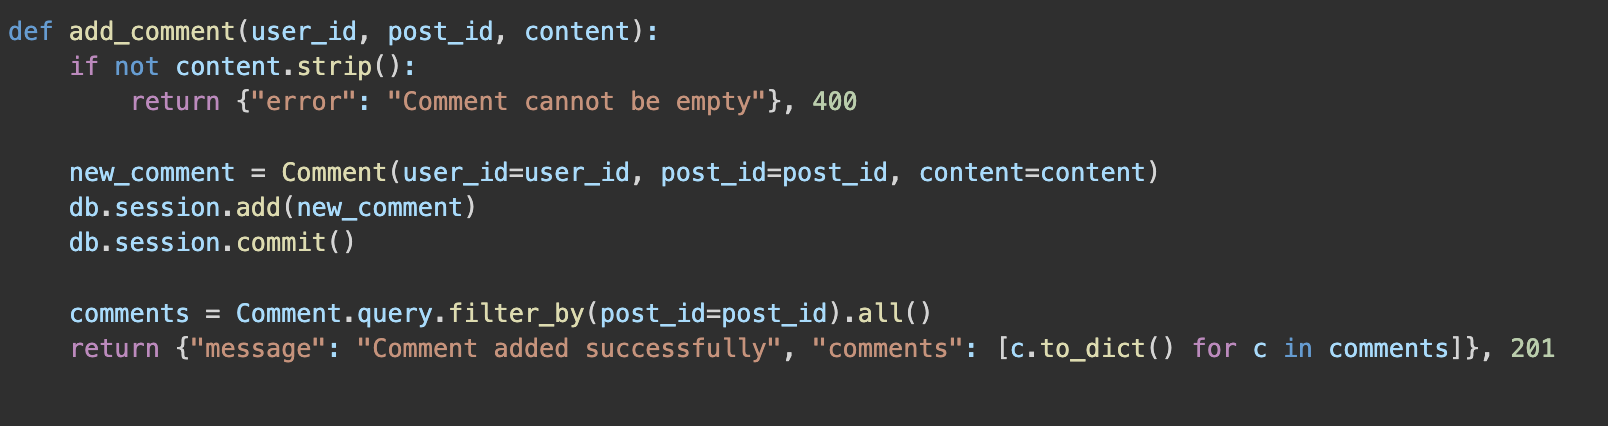 def add_comment(user_id, post_id, content):
    if not content.strip():
        return {"error": "Comment cannot be empty"}, 400

    new_comment = Comment(user_id=user_id, post_id=post_id, content=content)
    db.session.add(new_comment)
    db.session.commit()

    comments = Comment.query.filter_by(post_id=post_id).all()
    return {"message": "Comment added successfully", "comments": [c.to_dict() for c in comments]}, 201